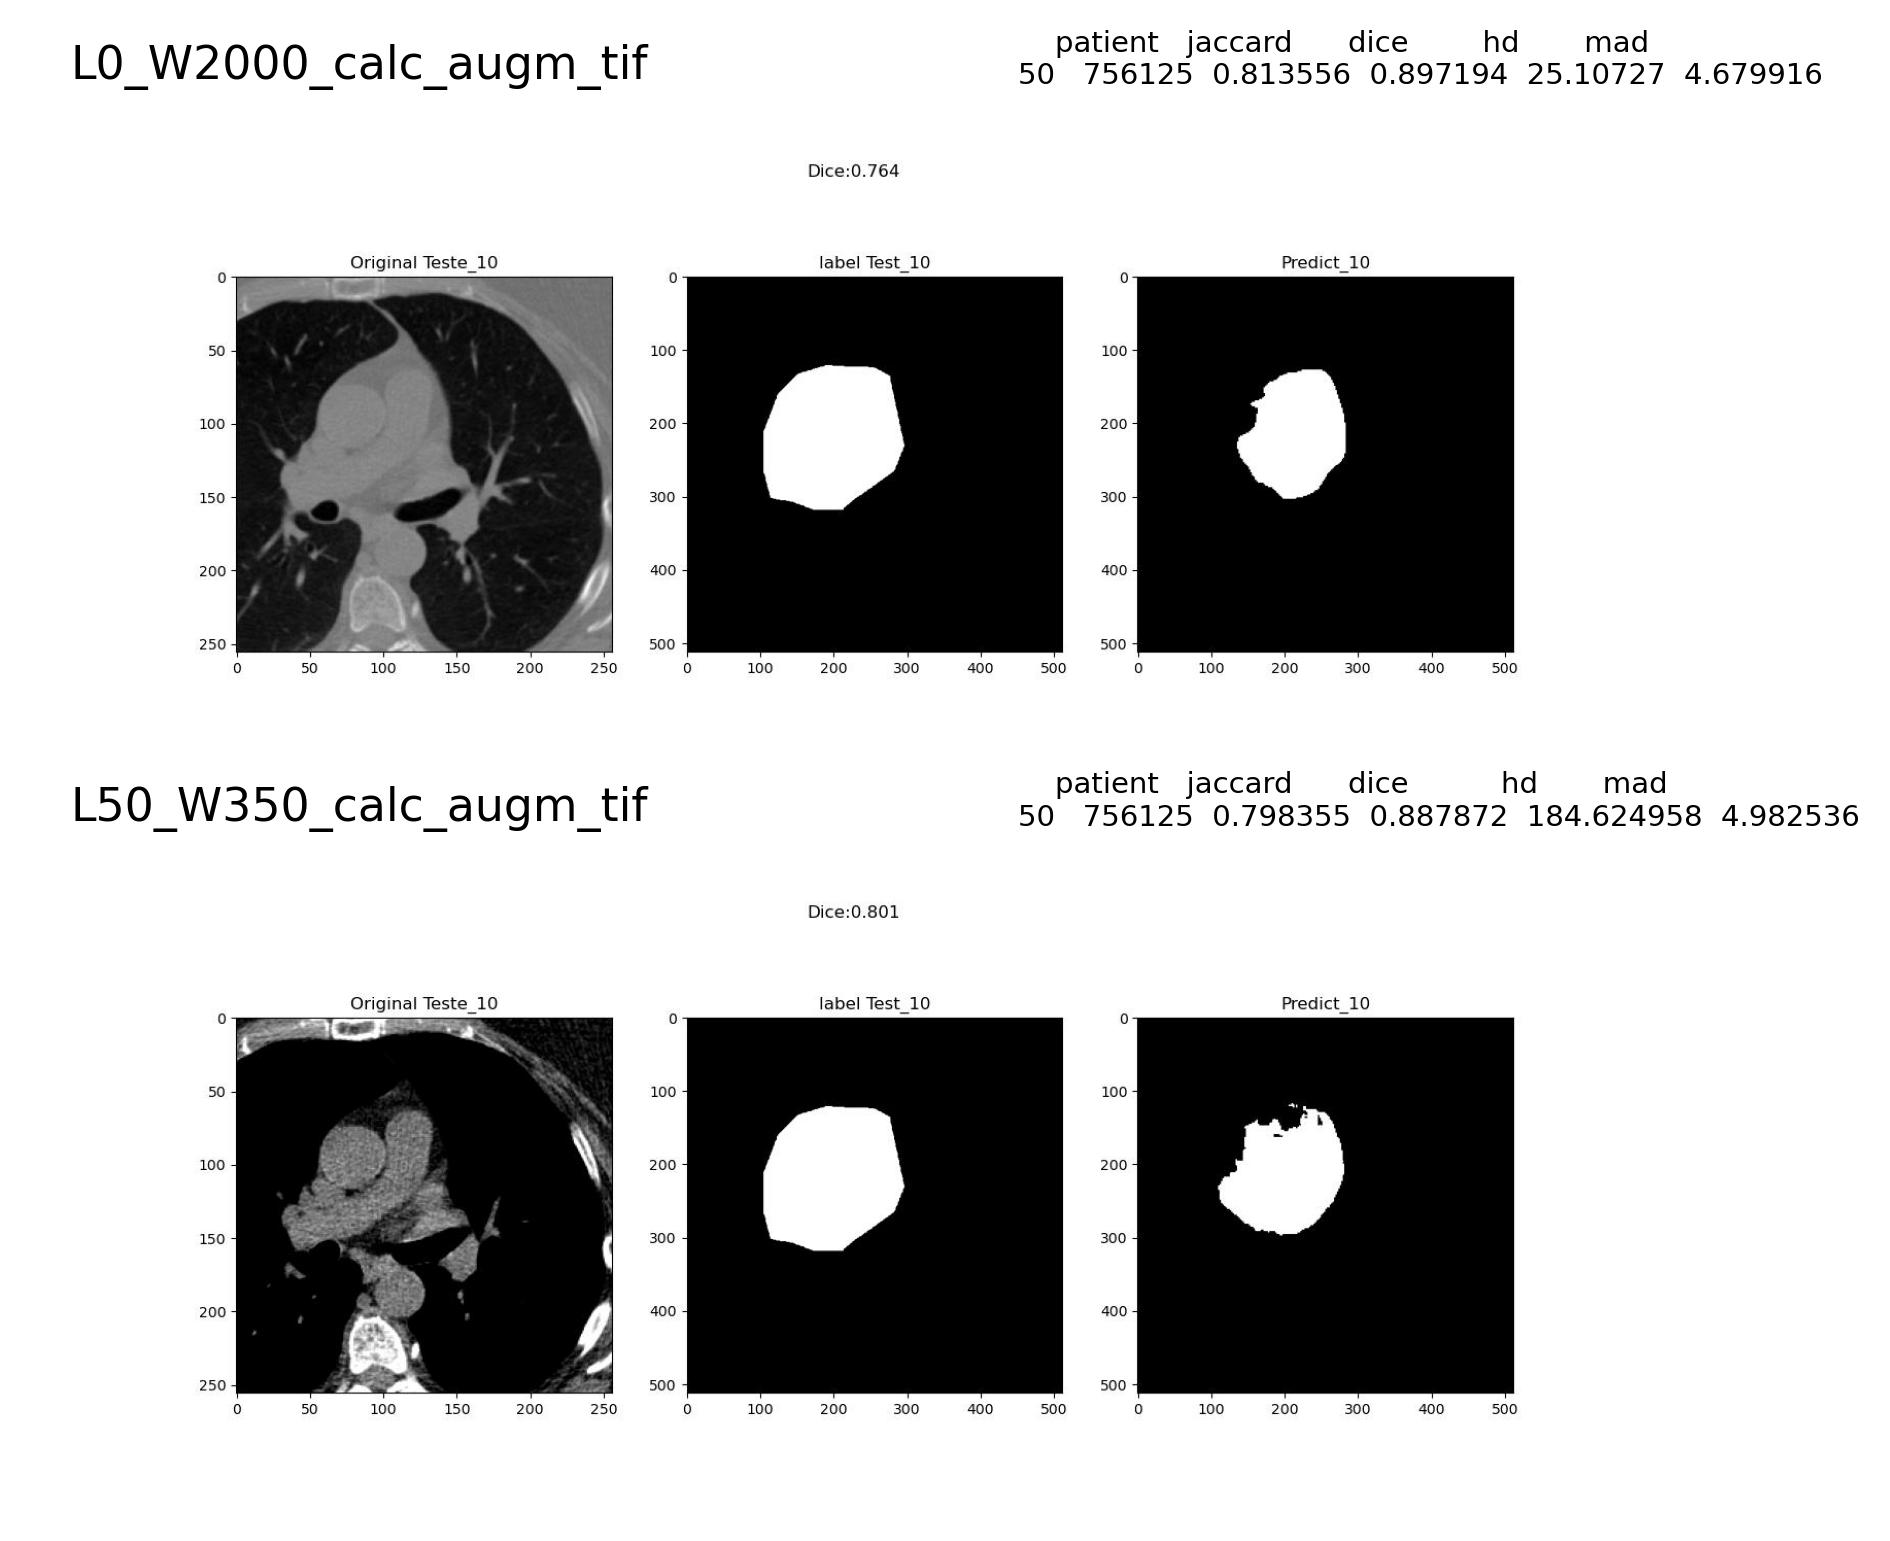 L0_W2000_calc_augm_tif
patient jaccard dice hd mad
50 756125 0.813556 0.897194 25.10727 4.679916
Dice:0.764
Original Teste_10
label Test_10
Predict_10
0
50
100
150
200
250
0 50 100 150 200 250
0
100
200
300
400
500
0 100 200 300 400 500
0
100
200
300
400
500
0 100 200 300 400 500
L50_W350_calc_augm_tif
patient jaccard dice hd mad
50 756125 0.798355 0.887872 184.624958 4.982536
Dice:0.801
Original Teste_10
label Test_10
Predict_10
0
50
100
150
200
250
0 50 100 150 200 250
0
100
200
300
400
500
0 100 200 300 400 500
0
100
200
300
400
500
0 100 200 300 400 500